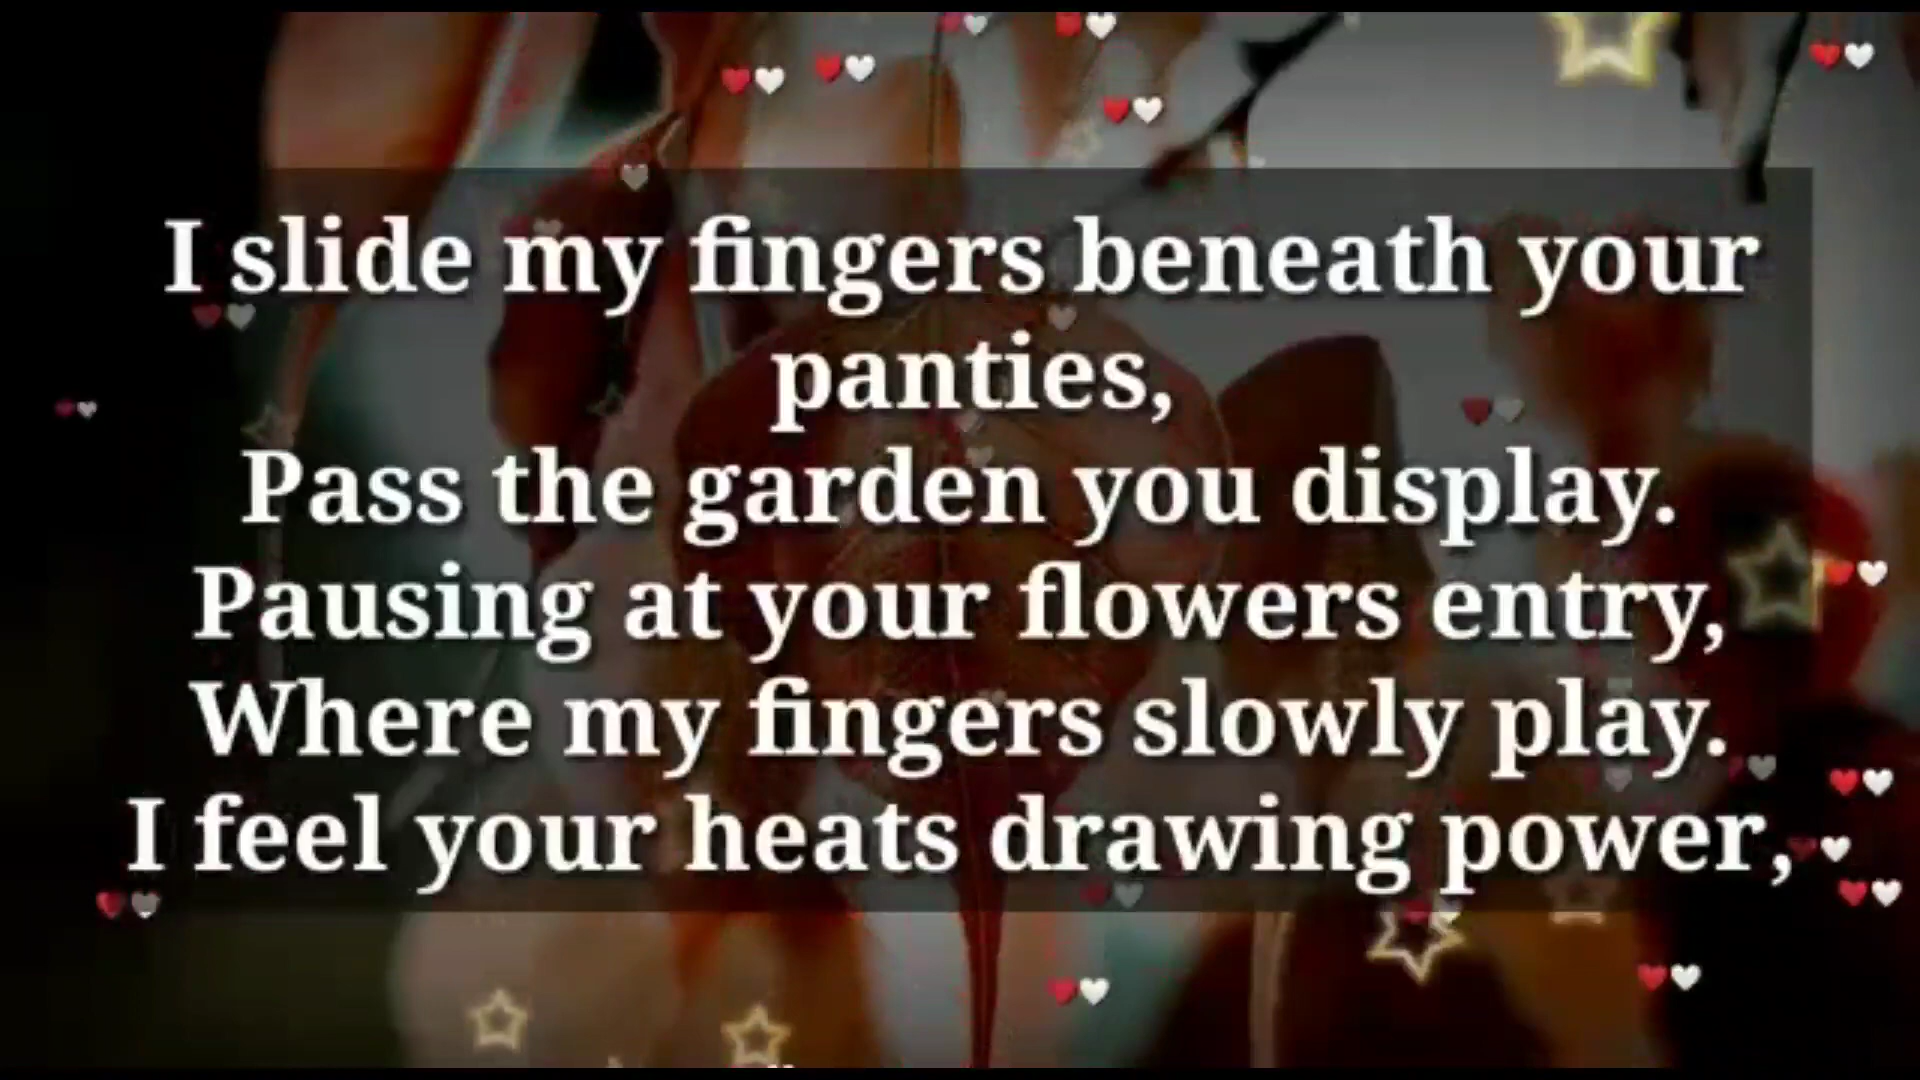 I slide my fingers beneath your
panties,
Pass the garden you display.
Pausing at your flowers entry,
Where my fingers slowly play.
I feel your heats drawing power,